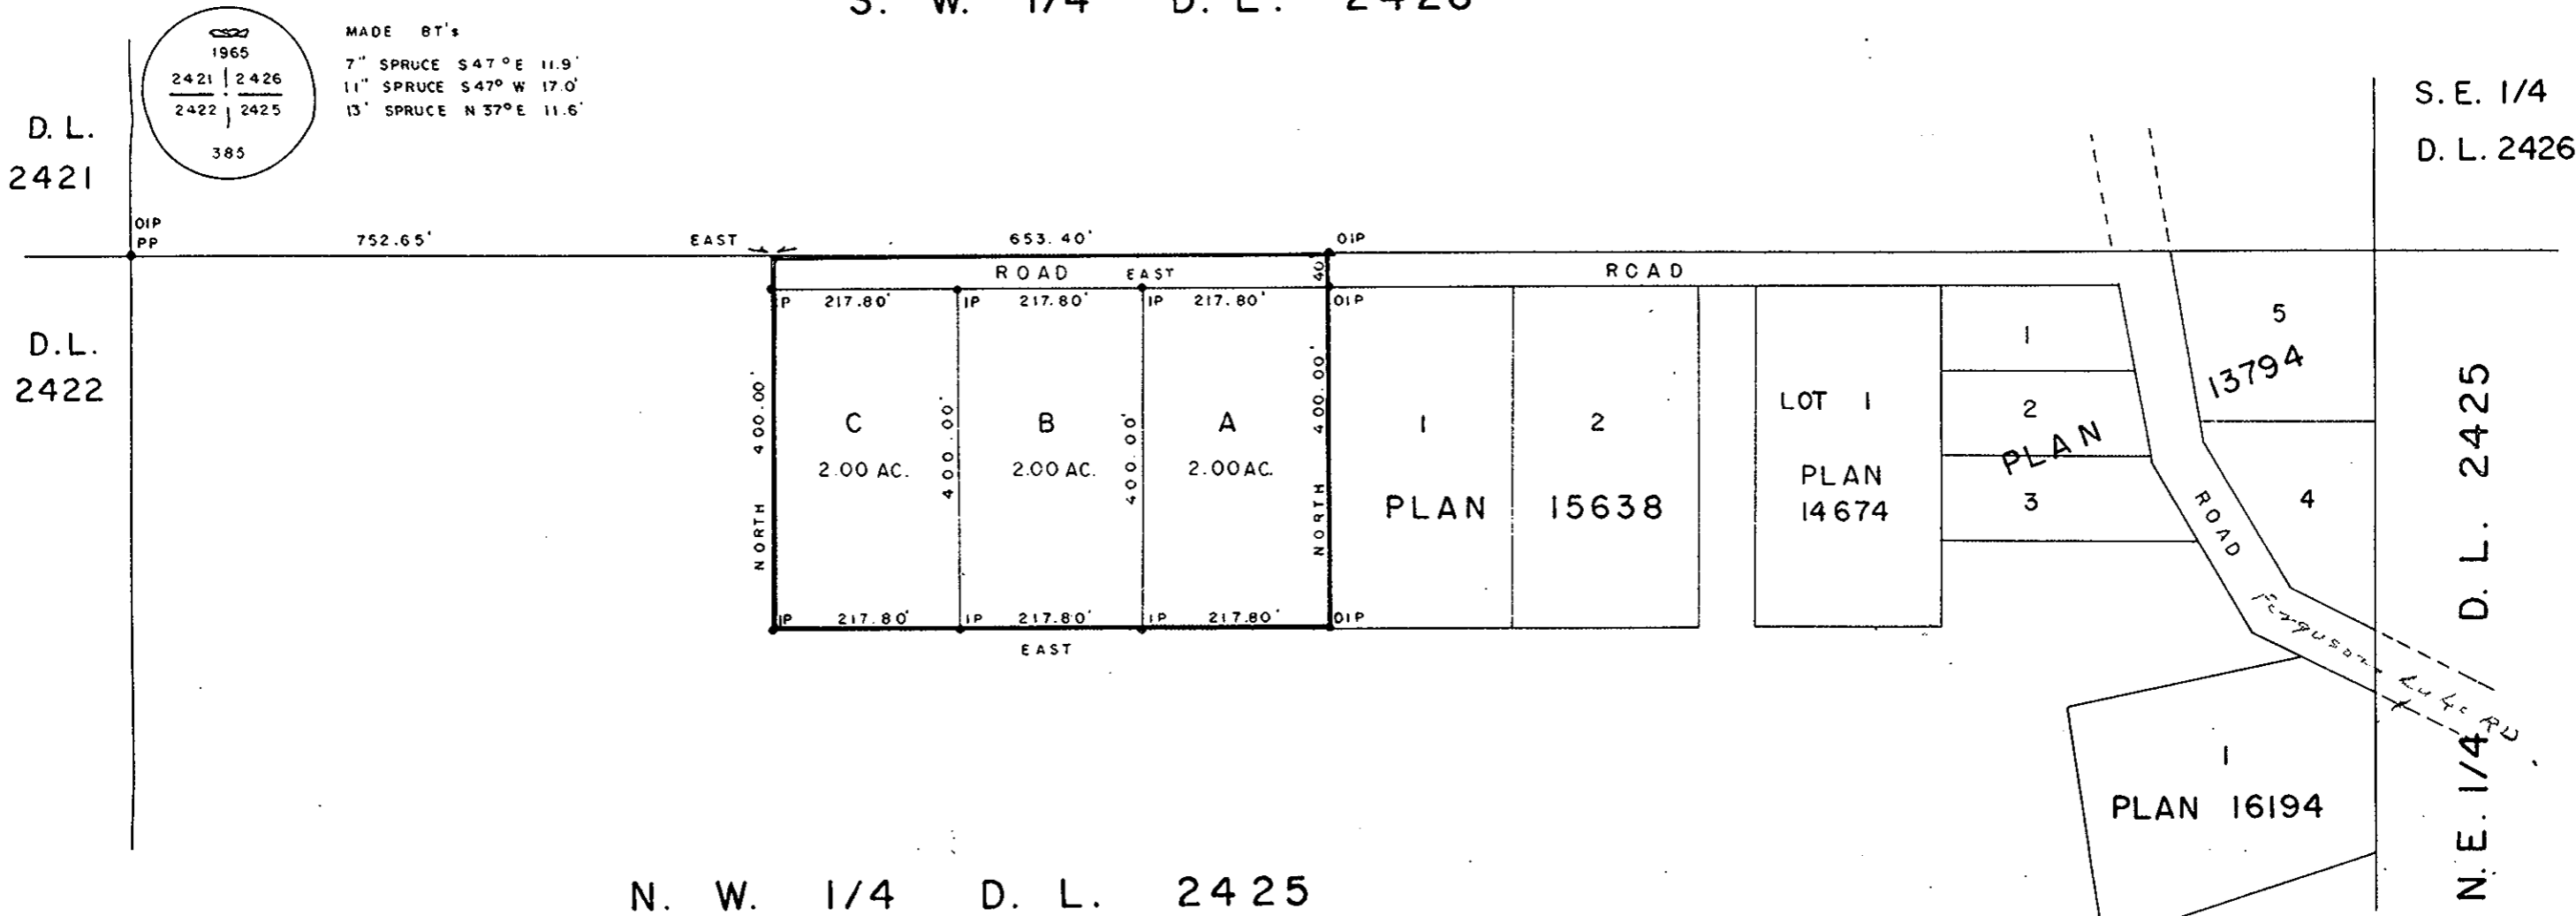 S. W. 1/4 D. L. 2426
1965
2421 2426
2422 2425
385
MADE BT's
7" SPRUCE S 47° E 11.9'
11" SPRUCE S 47° W 17.0'
13' SPRUCE N 37° E 11.6'
D. L.
2421
S. E. 1/4
D. L. 2426
OIP
PP
752.65'
EAST
653.40'
OIP
ROAD EAST
40
ROAD
IP 217.80' IP 217.80' IP 217.80' OIP
D. L.
2422
NORTH 400.00'
C
2.00 AC.
400.00'
B
2.00 AC.
400.00'
A
2.00 AC.
NORTH 400.00'
1
2
PLAN 15638
LOT 1
PLAN
14674
1
2
3
PLAN 13794
5
4
ROAD
Ferguson RD
IP 217.80' IP 217.80' IP 217.80' OIP
EAST
1
PLAN 16194
N. E. 1/4 D. L. 2425
N. W. 1/4 D. L. 2425